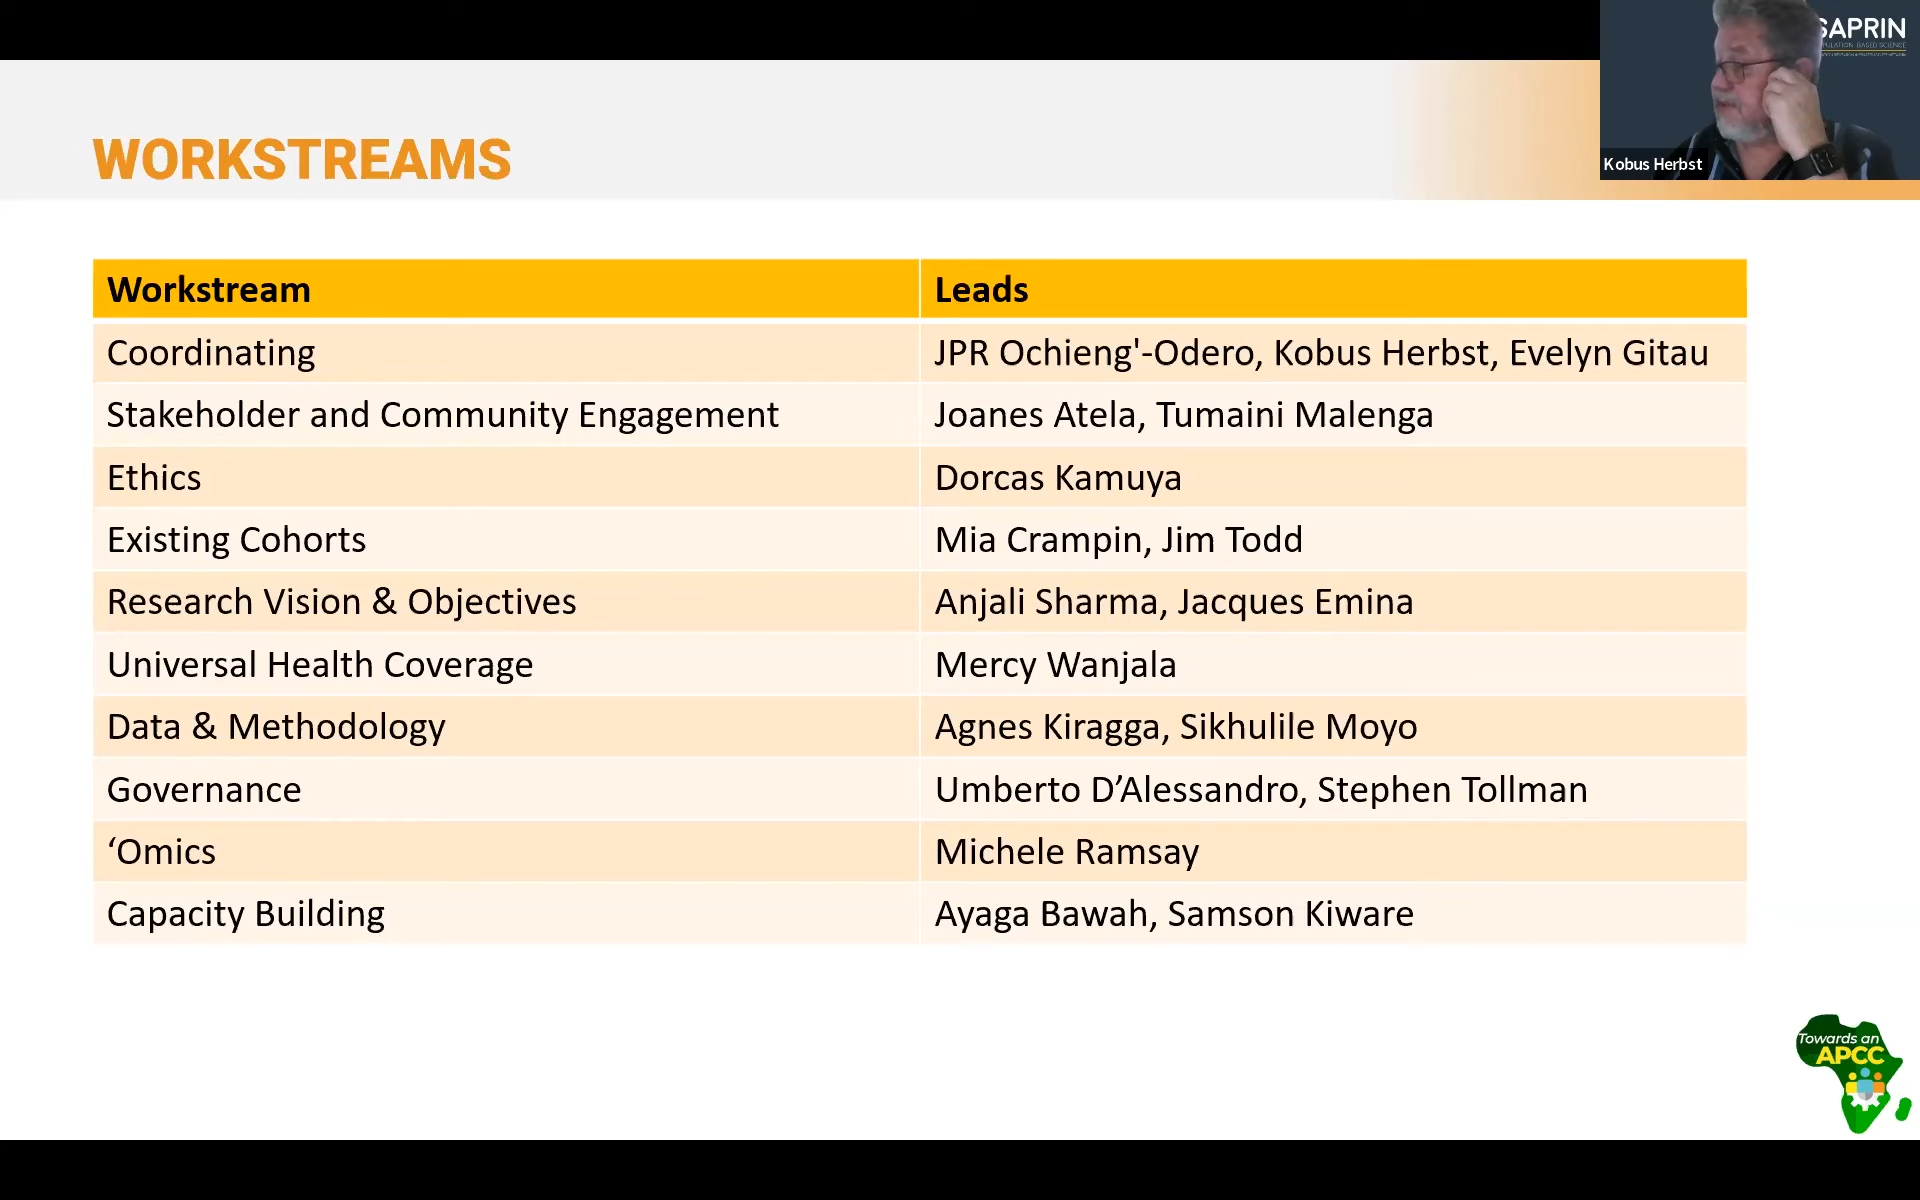 SAPRIN
WORKSTREAMS
Kobus Herbst
Workstream Leads
Coordinating JPR Ochieng'-Odero, Kobus Herbst, Evelyn Gitau
Stakeholder and Community Engagement Joanes Atela, Tumaini Malenga
Ethics Dorcas Kamuya
Existing Cohorts Mia Crampin, Jim Todd
Research Vision & Objectives Anjali Sharma, Jacques Emina
Universal Health Coverage Mercy Wanjala
Data & Methodology Agnes Kiragga, Sikhulile Moyo
Governance Umberto D’Alessandro, Stephen Tollman
‘Omics Michele Ramsay
Capacity Building Ayaga Bawah, Samson Kiware
Towards an
APCC